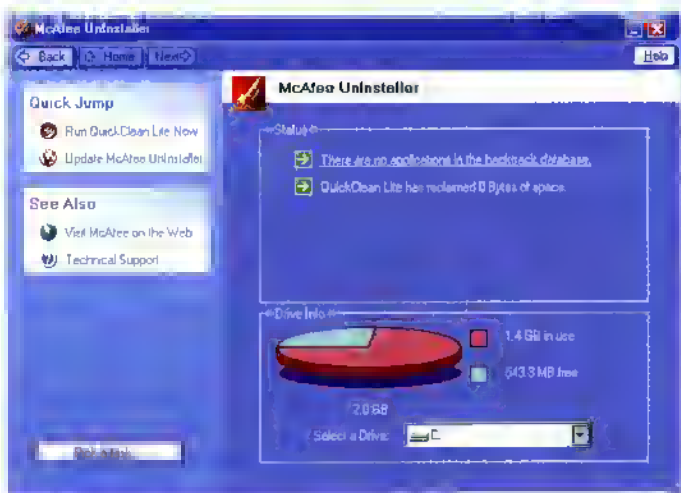 McAfee Uninstaller
Back Home Next
Help
Quick Jump
Run QuickClean Lite Now
Update McAfee Uninstaller
See Also
Visit McAfee on the Web
Technical Support
McAfee Uninstaller
Status
There are no applications in the backtrack database.
QuickClean Lite has reclaimed 0 Bytes of space.
Drive Info
1.4 GB in use
643.3 MB free
2.0 GB
Select a Drive: